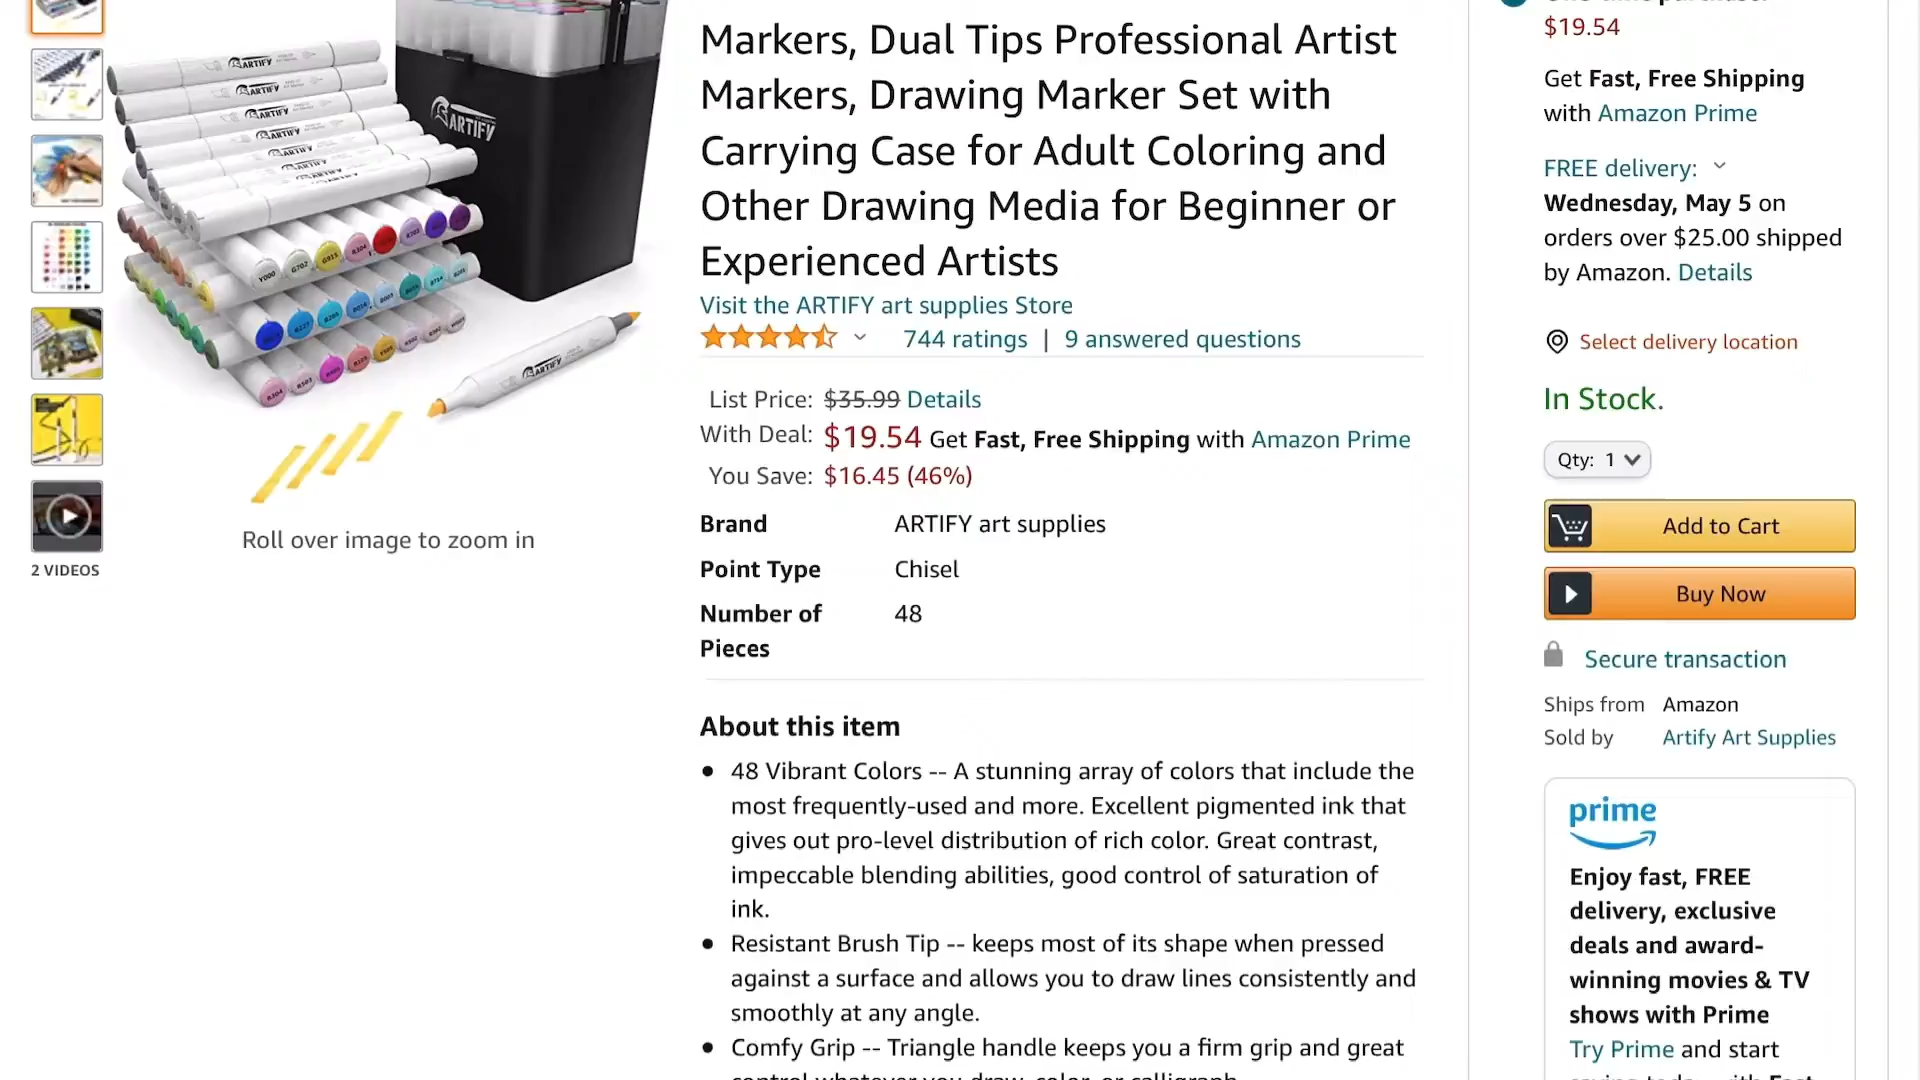 Markers, Dual Tips Professional Artist
Markers, Drawing Marker Set with
Carrying Case for Adult Coloring and
Other Drawing Media for Beginner or
Experienced Artists
Visit the ARTIFY art supplies Store
744 ratings | 9 answered questions
List Price: $35.99 Details
With Deal: $19.54 Get Fast, Free Shipping with Amazon Prime
You Save: $16.45 (46%)
Brand ARTIFY art supplies
Point Type Chisel
Number of Pieces 48
About this item
48 Vibrant Colors -- A stunning array of colors that include the
most frequently-used and more. Excellent pigmented ink that
gives out pro-level distribution of rich color. Great contrast,
impeccable blending abilities, good control of saturation of
ink.
Resistant Brush Tip -- keeps most of its shape when pressed
against a surface and allows you to draw lines consistently and
smoothly at any angle.
Comfy Grip -- Triangle handle keeps you a firm grip and great
ARTIFY
ARTIFY
ARTIFY
ARTIFY
ARTIFY
ARTIFY
ARTIFY
Y000 G702 G915
Roll over image to zoom in
2 VIDEOS
$19.54
Get Fast, Free Shipping
with Amazon Prime
FREE delivery:
Wednesday, May 5 on
orders over $25.00 shipped
by Amazon. Details
Select delivery location
In Stock.
Qty: 1
Add to Cart
Buy Now
Secure transaction
Ships from Amazon
Sold by Artify Art Supplies
prime
Enjoy fast, FREE
delivery, exclusive
deals and award-
winning movies & TV
shows with Prime
Try Prime and start